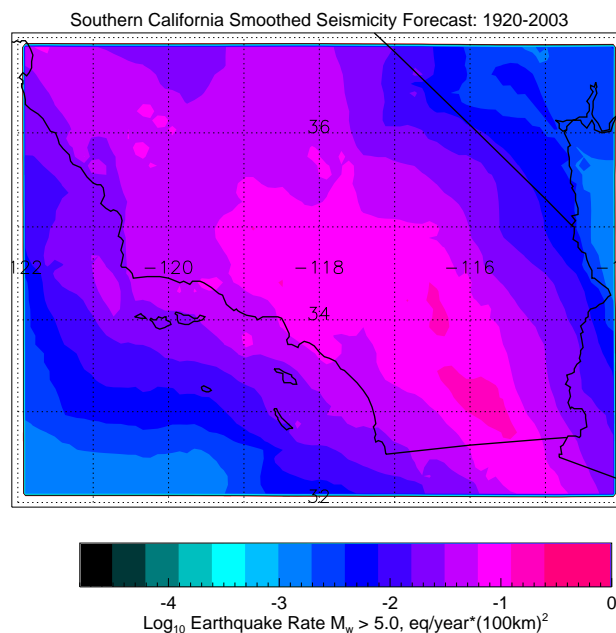 Southern California Smoothed Seismicity Forecast: 1920-2003
36
122 −120 −118 −116
34
32
-4 -3 -2 -1 0
Log₁₀ Earthquake Rate M_w > 5.0, eq/year*(100km)²